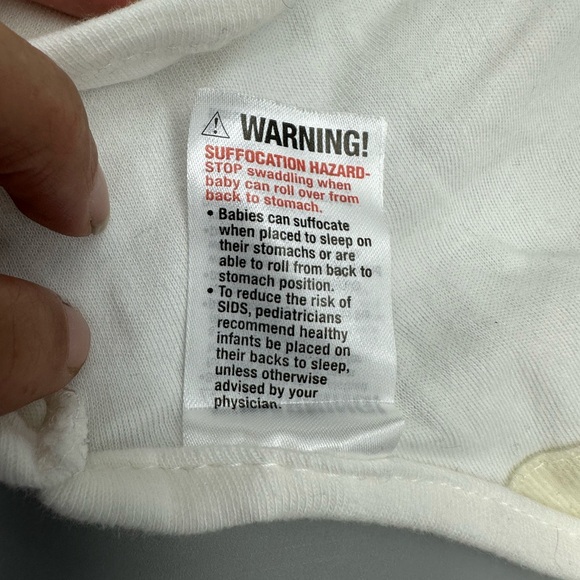 WARNING!
SUFFOCATION HAZARD-
STOP swaddling when
baby can roll over from
back to stomach.
• Babies can suffocate
when placed to sleep on
their stomachs or are
able to roll from back to
stomach position.
• To reduce the risk of
SIDS, pediatricians
recommend healthy
infants be placed on
their backs to sleep,
unless otherwise
advised by your
physician.